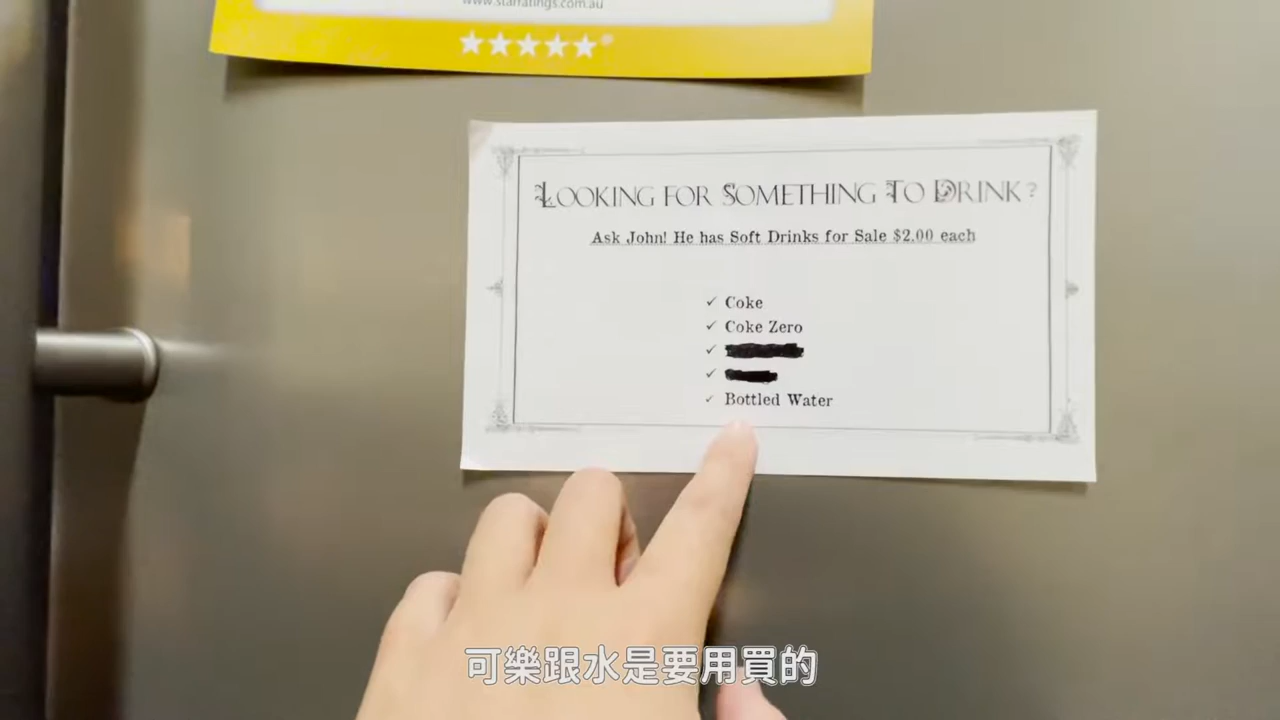 www.starratings.com.au
LOOKING FOR SOMETHING TO DRINK?
Ask John! He has Soft Drinks for Sale $2.00 each
✓ Coke
✓ Coke Zero
✓
✓
✓ Bottled Water
可樂跟水是要用買的